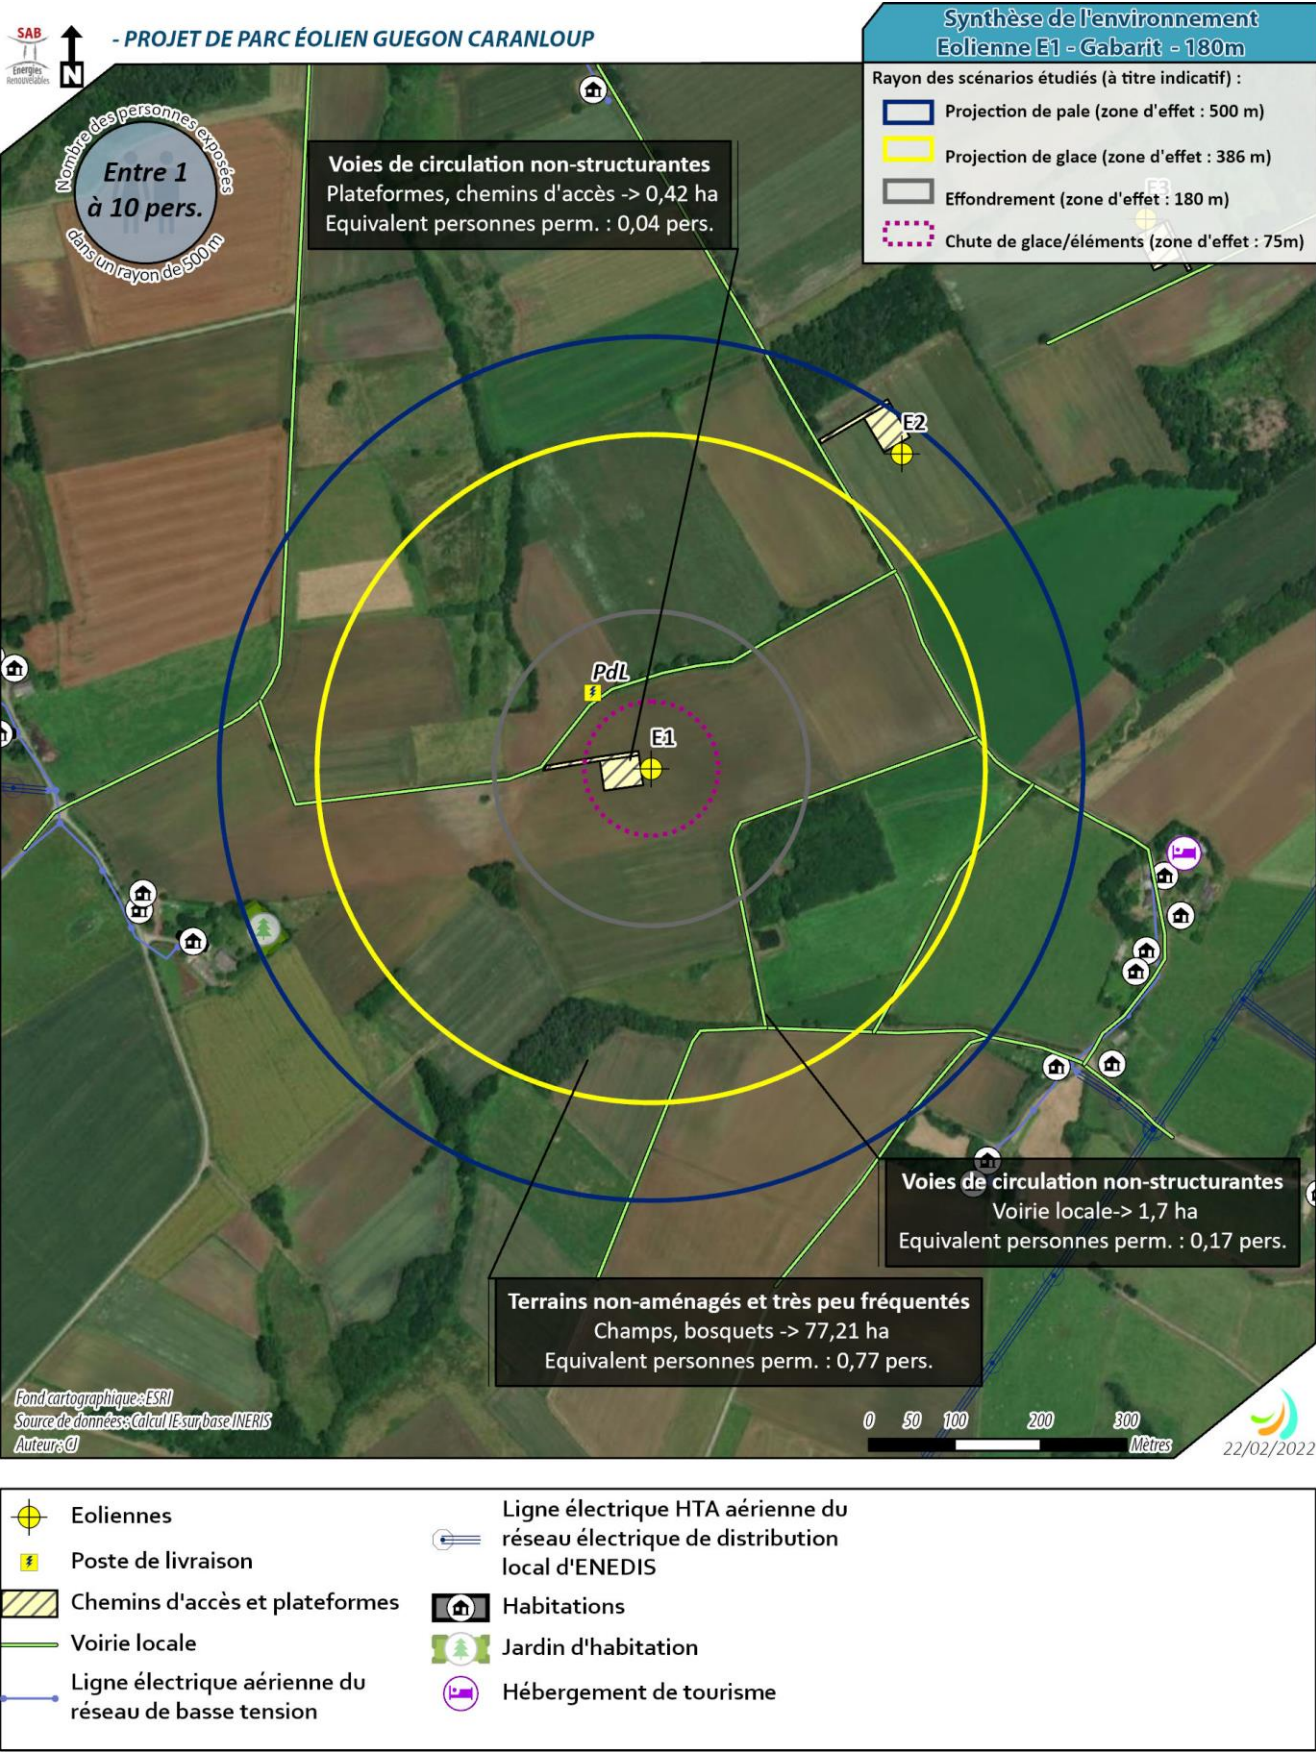 SAB
Energies
Renouvelables
N
- PROJET DE PARC ÉOLIEN GUEGON CARANLOUP
Synthèse de l'environnement
Eolienne E1 - Gabarit - 180m
Rayon des scénarios étudiés (à titre indicatif) :
Projection de pale (zone d'effet : 500 m)
Projection de glace (zone d'effet : 386 m)
Effondrement (zone d'effet : 180 m)
Chute de glace/éléments (zone d'effet : 75m)
E3
Nombre des personnes exposées
Entre 1
à 10 pers.
dans un rayon de 500 m
Voies de circulation non-structurantes
Plateformes, chemins d'accès -> 0,42 ha
Equivalent personnes perm. : 0,04 pers.
E2
PdL
E1
Voies de circulation non-structurantes
Voirie locale-> 1,7 ha
Equivalent personnes perm. : 0,17 pers.
Terrains non-aménagés et très peu fréquentés
Champs, bosquets -> 77,21 ha
Equivalent personnes perm. : 0,77 pers.
Fond cartographique : ESRI
Source de données : Calcul IE sur base INERIS
Auteur : CJ
0 50 100 200 300
Mètres
22/02/2022
Eoliennes
Poste de livraison
Chemins d'accès et plateformes
Voirie locale
Ligne électrique aérienne du
réseau de basse tension
Ligne électrique HTA aérienne du
réseau électrique de distribution
local d'ENEDIS
Habitations
Jardin d'habitation
Hébergement de tourisme